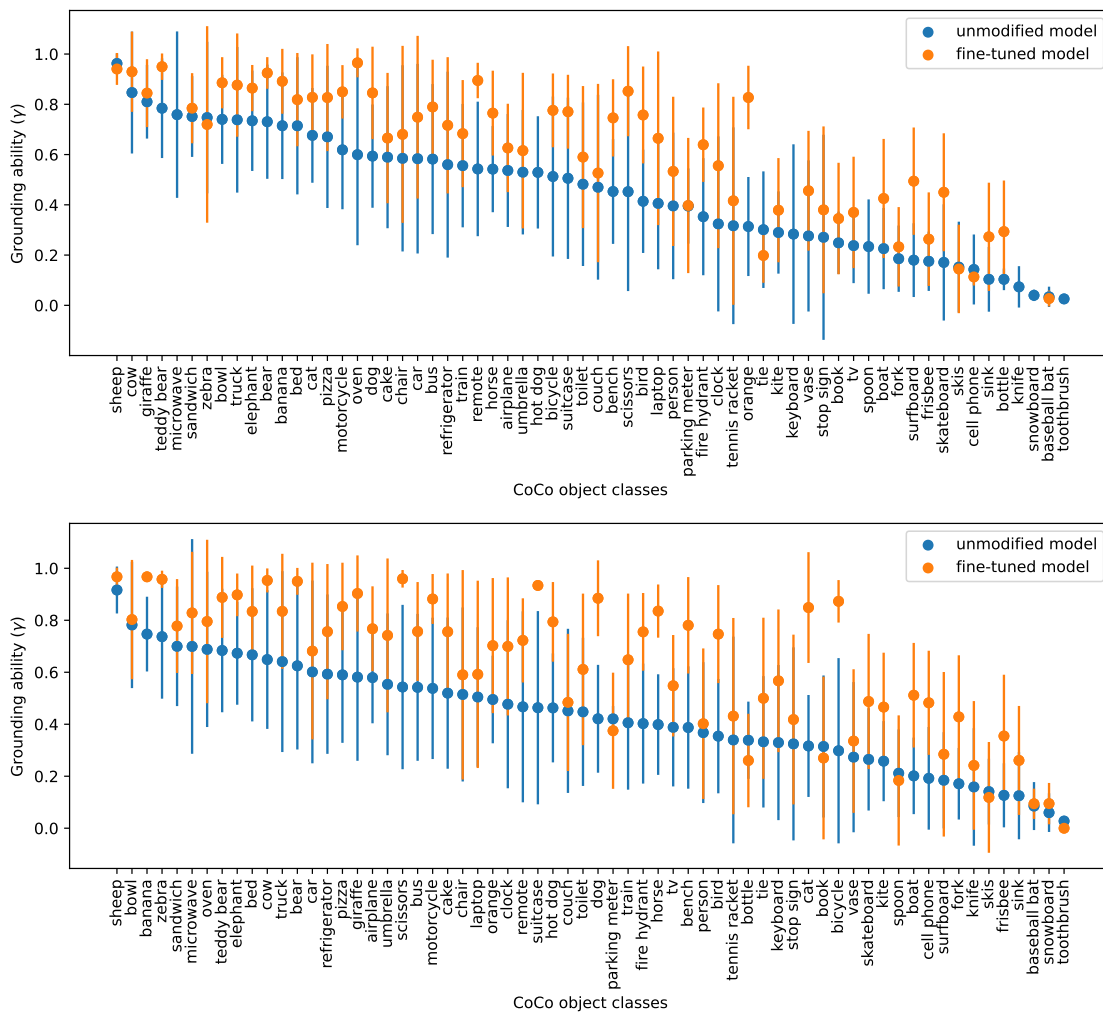 unmodified model
fine-tuned model
1.0
0.8
0.6
0.4
0.2
0.0
Grounding ability (γ)
sheep
cow
giraffe
teddy bear
microwave
sandwich
zebra
bowl
truck
elephant
bear
banana
bed
cat
pizza
motorcycle
oven
dog
cake
chair
car
bus
refrigerator
train
remote
horse
airplane
umbrella
hot dog
bicycle
suitcase
toilet
couch
bench
scissors
bird
laptop
person
parking meter
fire hydrant
clock
tennis racket
orange
tie
kite
keyboard
vase
stop sign
book
tv
spoon
boat
fork
surfboard
frisbee
skateboard
skis
cell phone
sink
bottle
knife
snowboard
baseball bat
toothbrush
CoCo object classes
unmodified model
fine-tuned model
1.0
0.8
0.6
0.4
0.2
0.0
Grounding ability (γ)
sheep
bowl
banana
zebra
sandwich
microwave
oven
teddy bear
elephant
bed
cow
truck
bear
car
refrigerator
pizza
giraffe
airplane
umbrella
scissors
bus
motorcycle
cake
chair
laptop
orange
clock
remote
suitcase
hot dog
couch
toilet
dog
parking meter
train
fire hydrant
horse
tv
bench
person
bird
tennis racket
bottle
tie
keyboard
stop sign
cat
book
bicycle
vase
skateboard
kite
spoon
boat
cell phone
surfboard
fork
knife
skis
frisbee
sink
baseball bat
snowboard
toothbrush
CoCo object classes